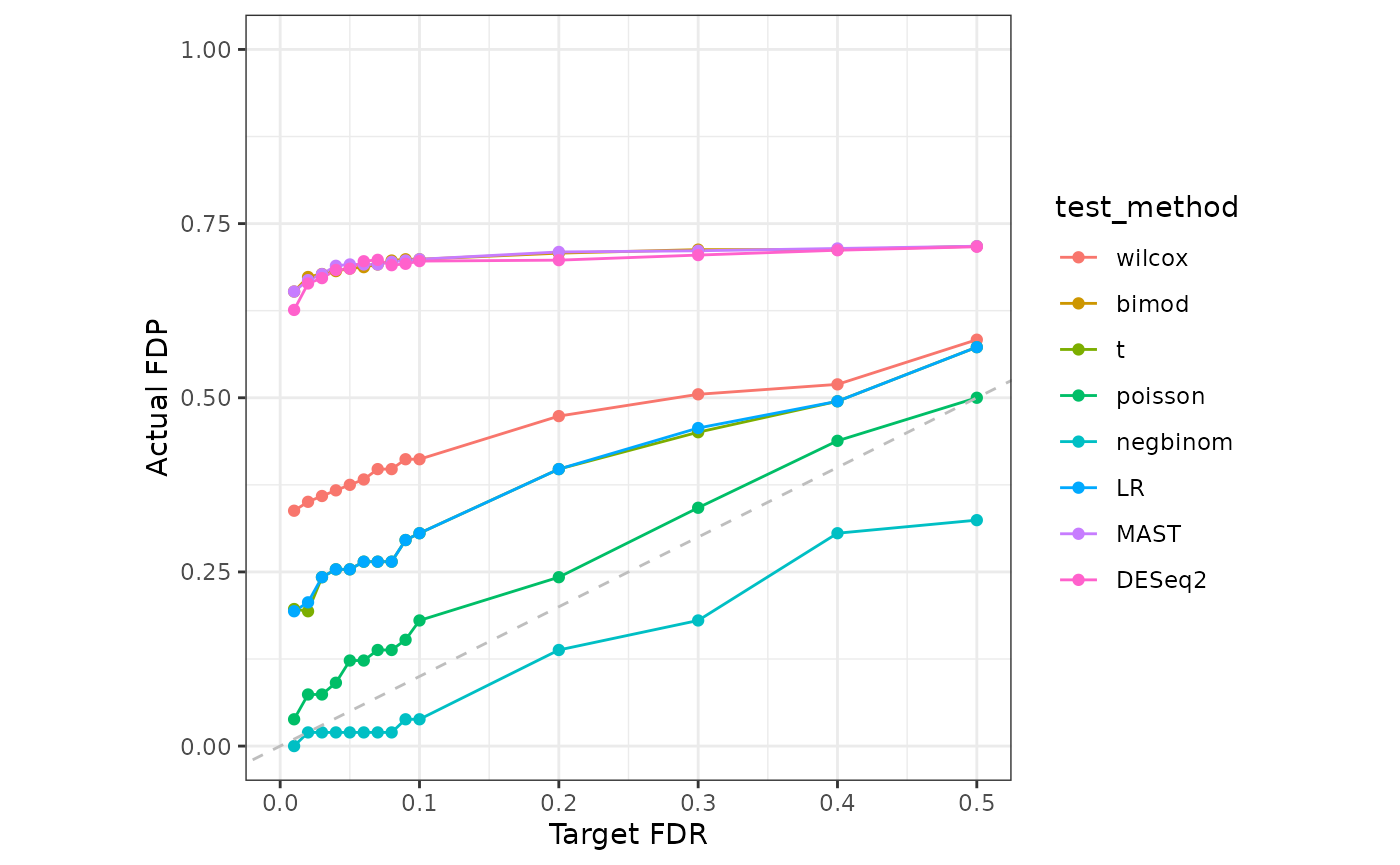 1.00
0.75
0.50
0.25
0.00
Actual FDP
0.0 0.1 0.2 0.3 0.4 0.5
Target FDR
test_method
wilcox
bimod
t
poisson
negbinom
LR
MAST
DESeq2